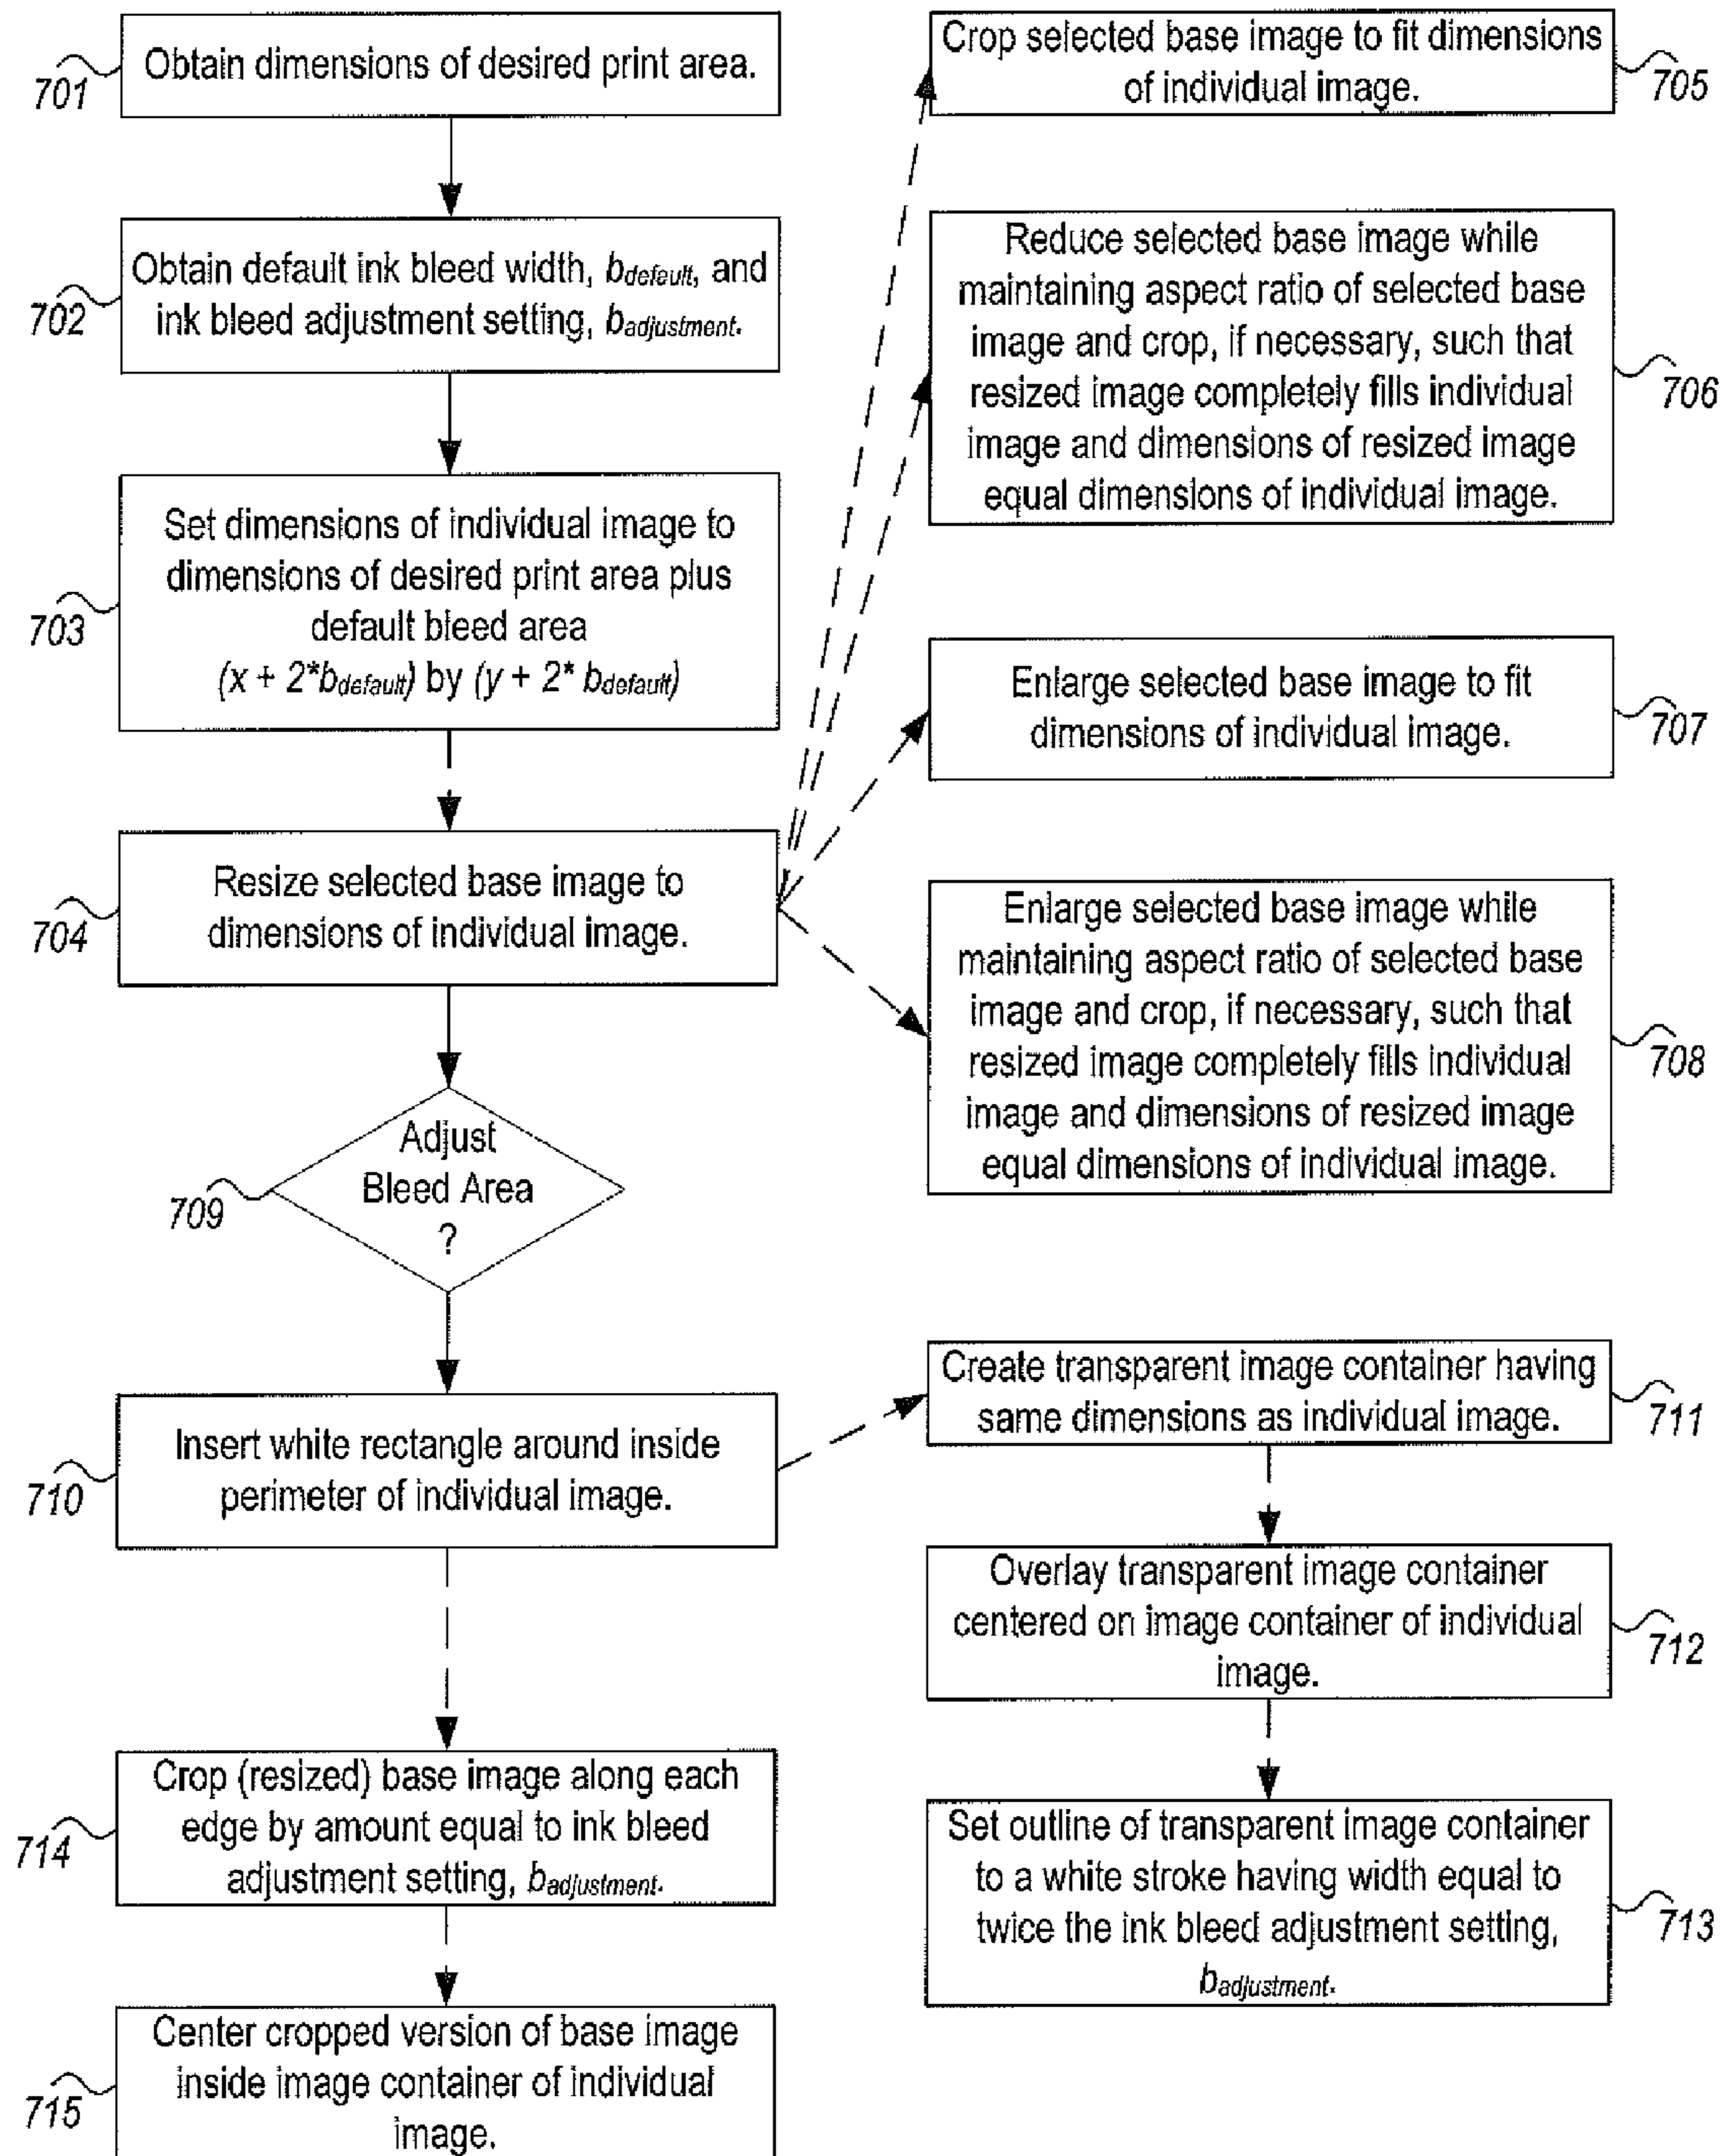 701
Obtain dimensions of desired print area.
702
Obtain default ink bleed width, b_default, and
ink bleed adjustment setting, b_adjustment.
703
Set dimensions of individual image to
dimensions of desired print area plus
default bleed area
(x + 2*b_default) by (y + 2* b_default)
704
Resize selected base image to
dimensions of individual image.
Crop selected base image to fit dimensions
of individual image.
705
Reduce selected base image while
maintaining aspect ratio of selected base
image and crop, if necessary, such that
resized image completely fills individual
image and dimensions of resized image
equal dimensions of individual image.
706
Enlarge selected base image to fit
dimensions of individual image.
707
Enlarge selected base image while
maintaining aspect ratio of selected base
image and crop, if necessary, such that
resized image completely fills individual
image and dimensions of resized image
equal dimensions of individual image.
708
709
Adjust
Bleed Area
?
710
Insert white rectangle around inside
perimeter of individual image.
Create transparent image container having
same dimensions as individual image.
711
Overlay transparent image container
centered on image container of individual
image.
712
Set outline of transparent image container
to a white stroke having width equal to
twice the ink bleed adjustment setting,
b_adjustment.
713
714
Crop (resized) base image along each
edge by amount equal to ink bleed
adjustment setting, b_adjustment.
715
Center cropped version of base image
inside image container of individual
image.